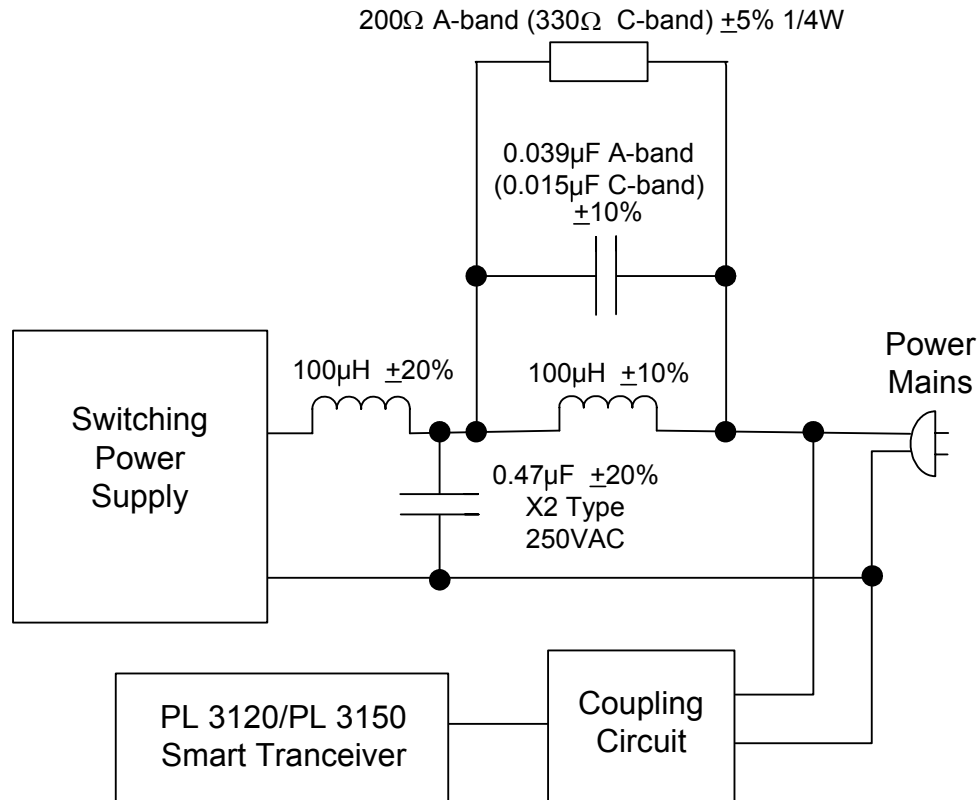 200Ω A-band (330Ω C-band) ±5% 1/4W
0.039µF A-band
(0.015µF C-band)
±10%
Power
Mains
100µH ±20%
100µH ±10%
Switching
Power
Supply
0.47µF ±20%
X2 Type
250VAC
PL 3120/PL 3150
Smart Tranceiver
Coupling
Circuit